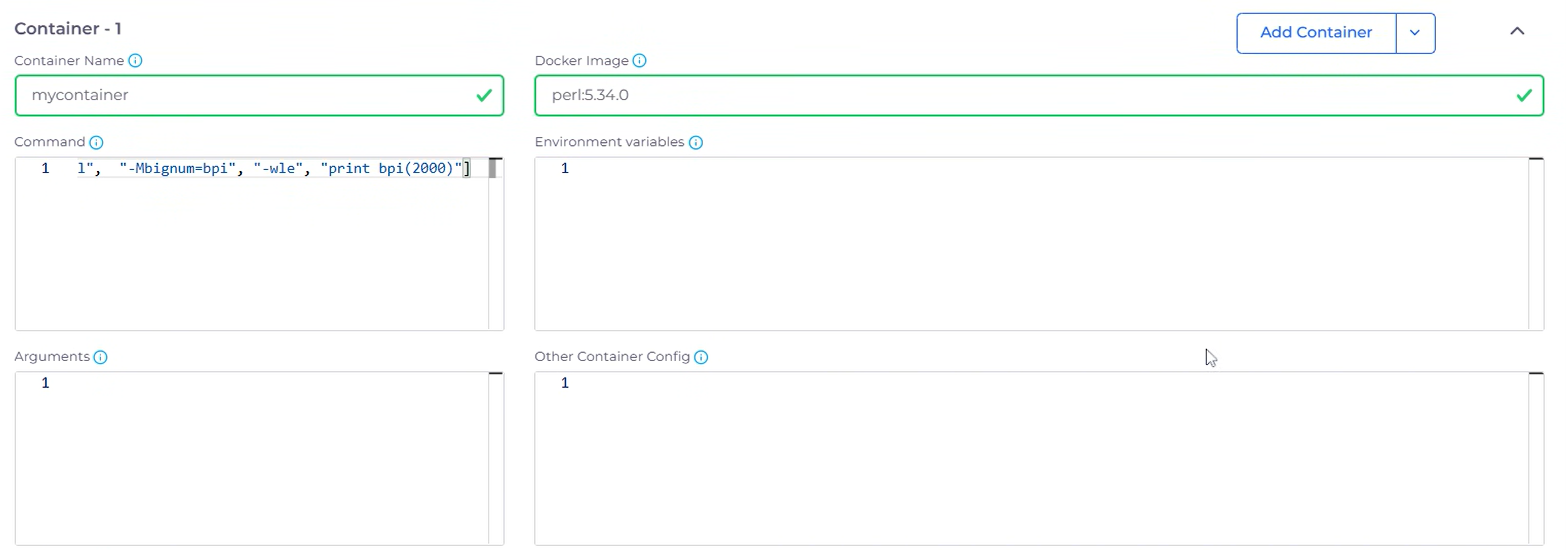 Container - 1
Add Container
Container Name
Docker Image
mycontainer
perl:5.34.0
Command
Environment variables
1 l", "-Mbignum=bpi", "-wle", "print bpi(2000)"]
1
Arguments
Other Container Config
1
1